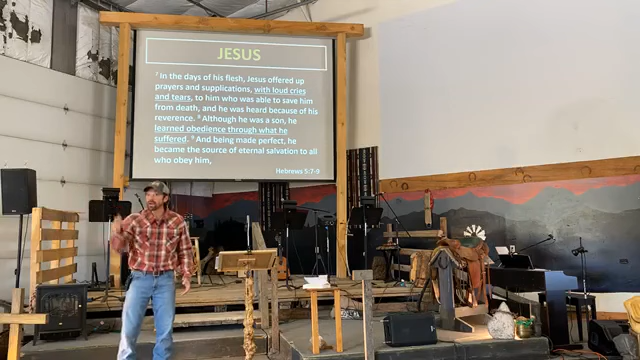 JESUS
⁷ In the days of his flesh, Jesus offered up
prayers and supplications, with loud cries
and tears, to him who was able to save him
from death, and he was heard because of his
reverence. ⁸ Although he was a son, he
learned obedience through what he
suffered. ⁹ And being made perfect, he
became the source of eternal salvation to all
who obey him,
Hebrews 5:7-9